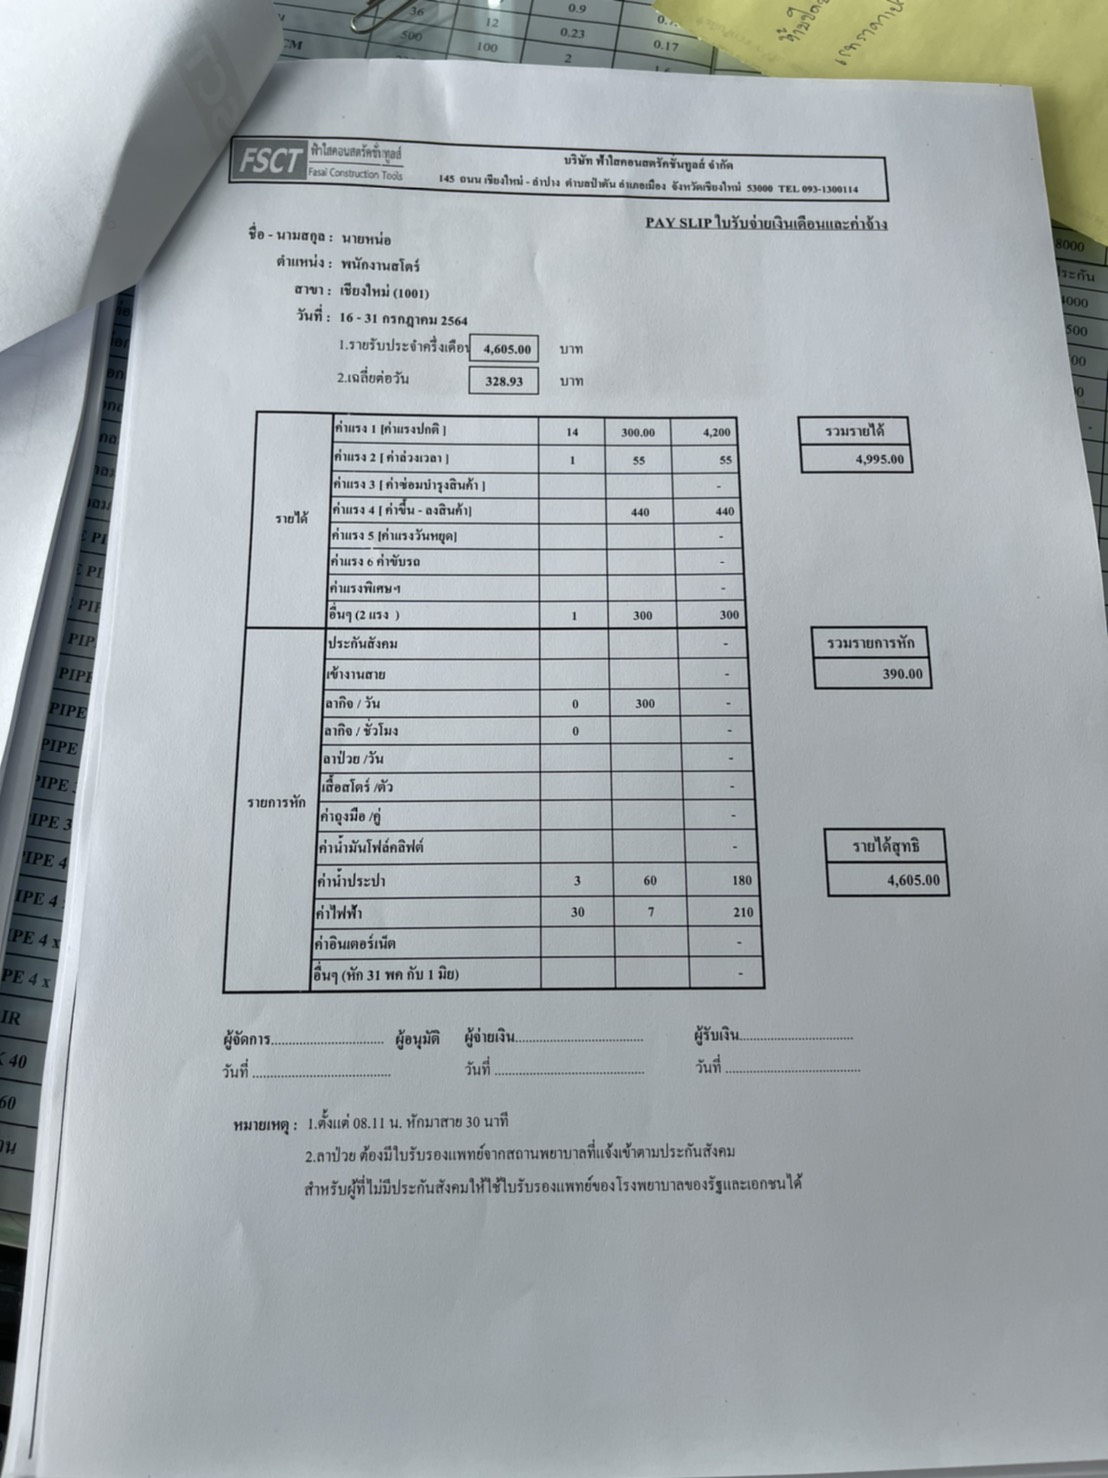 36
12
0.9
500
100
0.23
2
0.17
CM
FSCT ฟ้าใสคอนสตรัคชั่นทูลส์
Fasai Construction Tools
บริษัท ฟ้าใสคอนสตรัคชั่นทูลส์ จำกัด
145 ถนน เชียงใหม่ - ลำปาง ตำบลป่าตัน อำเภอเมือง จังหวัดเชียงใหม่ 53000 TEL 093-1300114
PAY SLIP ใบรับจ่ายเงินเดือนและค่าจ้าง
ชื่อ - นามสกุล : นายหน่อ
ตำแหน่ง : พนักงานสโตร์
สาขา : เชียงใหม่ (1001)
วันที่ : 16 - 31 กรกฎาคม 2564
1.รายรับประจำครึ่งเดือน 4,605.00 บาท
2.เฉลี่ยต่อวัน 328.93 บาท
รายได้
ค่าแรง 1 [ค่าแรงปกติ ] 14 300.00 4,200
ค่าแรง 2 [ ค่าล่วงเวลา ] 1 55 55
ค่าแรง 3 [ ค่าซ่อมบำรุงสินค้า ] -
ค่าแรง 4 [ ค่าขึ้น - ลงสินค้า] 440 440
ค่าแรง 5 [ค่าแรงวันหยุด] -
ค่าแรง 6 ค่าขับรถ -
ค่าแรงพิเศษฯ -
อื่นๆ (2 แรง ) 1 300 300
รวมรายได้
4,995.00
รายการหัก
ประกันสังคม -
เข้างานสาย -
ลากิจ / วัน 0 300 -
ลากิจ / ชั่วโมง 0 -
ลาป่วย /วัน -
เสื้อสโตร์ /ตัว -
ค่าถุงมือ /คู่ -
ค่าน้ำมันโฟล์คลิฟต์ -
ค่าน้ำประปา 3 60 180
ค่าไฟฟ้า 30 7 210
ค่าอินเตอร์เน็ต -
อื่นๆ (หัก 31 พค กับ 1 มิย) -
รวมรายการหัก
390.00
รายได้สุทธิ
4,605.00
ผู้จัดการ............................ ผู้อนุมัติ ผู้จ่ายเงิน................................ ผู้รับเงิน............................
วันที่ .................................. วันที่ ..................................... วันที่ .................................
หมายเหตุ : 1.ตั้งแต่ 08.11 น. หักมาสาย 30 นาที
2.ลาป่วย ต้องมีใบรับรองแพทย์จากสถานพยาบาลที่แจ้งเข้าตามประกันสังคม
สำหรับผู้ที่ไม่มีประกันสังคมให้ใช้ใบรับรองแพทย์ของโรงพยาบาลของรัฐและเอกชนได้